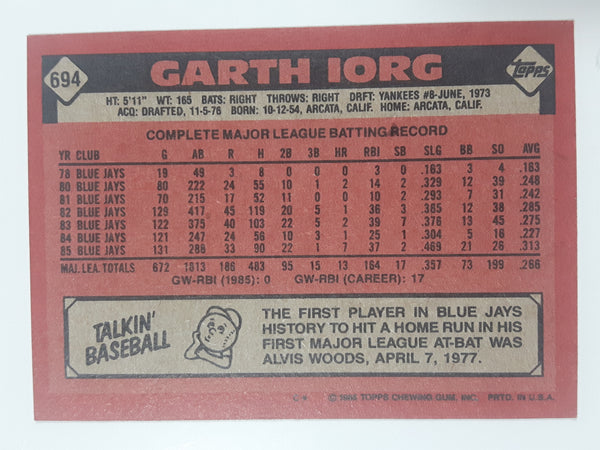 694
GARTH IORG
topps
HT: 5'11" WT: 165 BATS: RIGHT THROWS: RIGHT DRFT: YANKEES #8-JUNE, 1973
ACQ: DRAFTED, 11-5-76 BORN: 10-12-54, ARCATA, CALIF. HOME: ARCATA, CALIF.
COMPLETE MAJOR LEAGUE BATTING RECORD
YR CLUB G AB R H 2B 3B HR RBI SB SLG BB SO AVG
78 BLUE JAYS 19 49 3 8 0 0 0 3 0 .163 3 4 .163
80 BLUE JAYS 80 222 24 55 10 1 2 14 2 .329 12 39 .248
81 BLUE JAYS 70 215 17 52 11 0 0 10 2 .293 7 31 .242
82 BLUE JAYS 129 417 45 119 20 5 1 36 3 .365 12 38 .285
83 BLUE JAYS 122 375 40 103 22 5 2 39 7 .376 13 45 .275
84 BLUE JAYS 121 247 24 56 10 3 1 25 0 .304 5 16 .227
85 BLUE JAYS 131 288 33 90 22 1 7 37 3 .469 21 26 .313
MAJ. LEA. TOTALS 672 1813 186 483 95 15 13 164 17 .357 73 199 .266
GW-RBI (1985): 0 GW-RBI (CAREER): 17
TALKIN'
BASEBALL
THE FIRST PLAYER IN BLUE JAYS
HISTORY TO HIT A HOME RUN IN HIS
FIRST MAJOR LEAGUE AT-BAT WAS
ALVIS WOODS, APRIL 7, 1977.
© 1986 TOPPS CHEWING GUM, INC. PRTD. IN U.S.A.